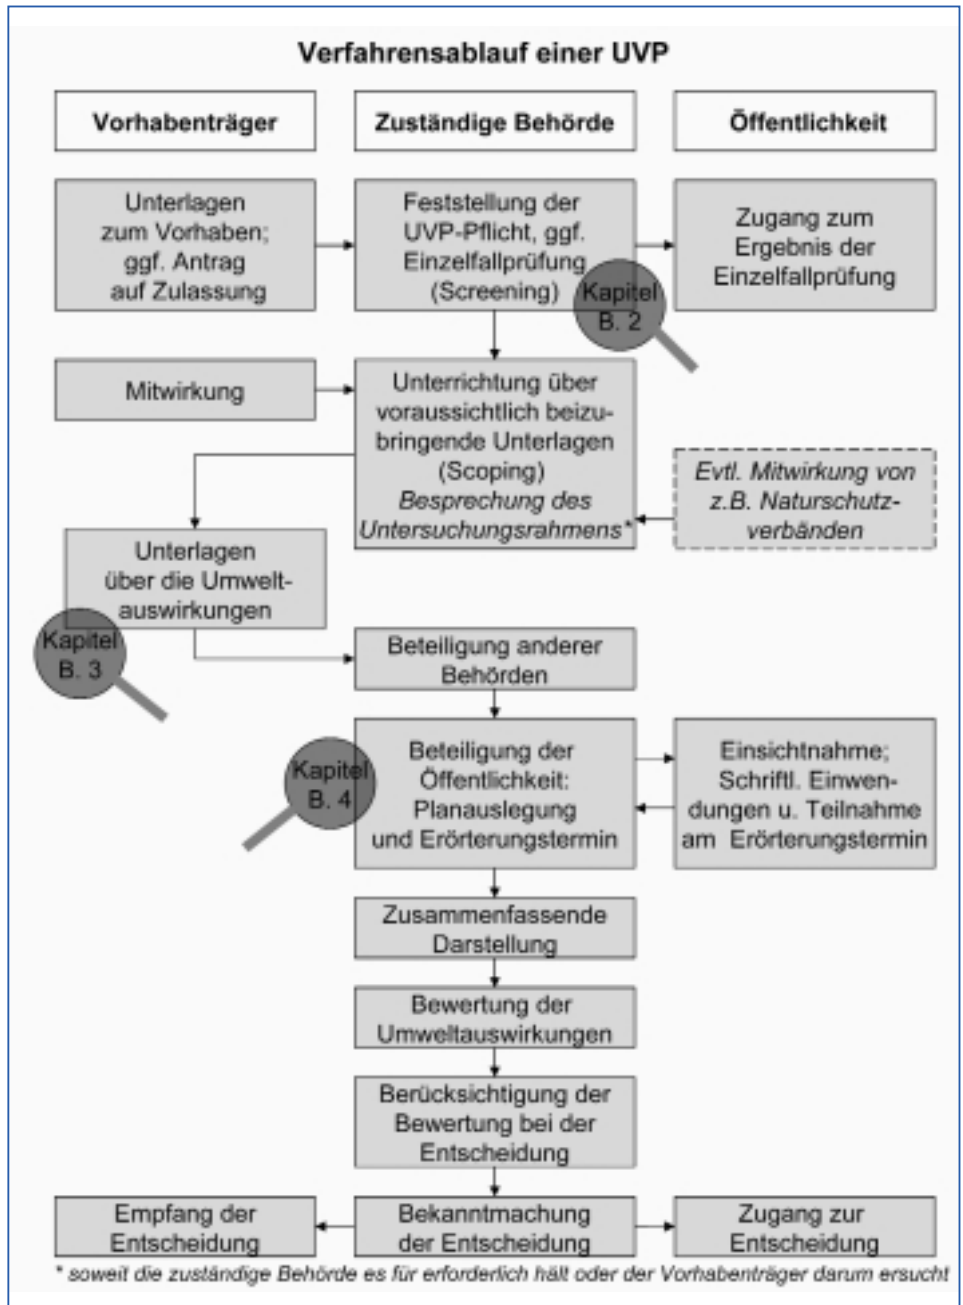 Verfahrensablauf einer UVP
Vorhabenträger
Zuständige Behörde
Öffentlichkeit
Unterlagen
zum Vorhaben;
ggf. Antrag
auf Zulassung
Feststellung der
UVP-Pflicht, ggf.
Einzelfallprüfung
(Screening)
Kapitel
B. 2
Zugang zum
Ergebnis der
Einzelfallprüfung
Mitwirkung
Unterrichtung über
voraussichtlich beizu-
bringende Unterlagen
(Scoping)
Besprechung des
Untersuchungsrahmens*
Evtl. Mitwirkung von
z.B. Naturschutz-
verbänden
Unterlagen
über die Umwelt-
auswirkungen
Kapitel
B. 3
Beteiligung anderer
Behörden
Kapitel
B. 4
Beteiligung der
Öffentlichkeit:
Planauslegung
und Erörterungstermin
Einsichtnahme;
Schriftl. Einwen-
dungen u. Teilnahme
am Erörterungstermin
Zusammenfassende
Darstellung
Bewertung der
Umweltauswirkungen
Berücksichtigung der
Bewertung bei der
Entscheidung
Empfang der
Entscheidung
Bekanntmachung
der Entscheidung
Zugang zur
Entscheidung
* soweit die zuständige Behörde es für erforderlich hält oder der Vorhabenträger darum ersucht